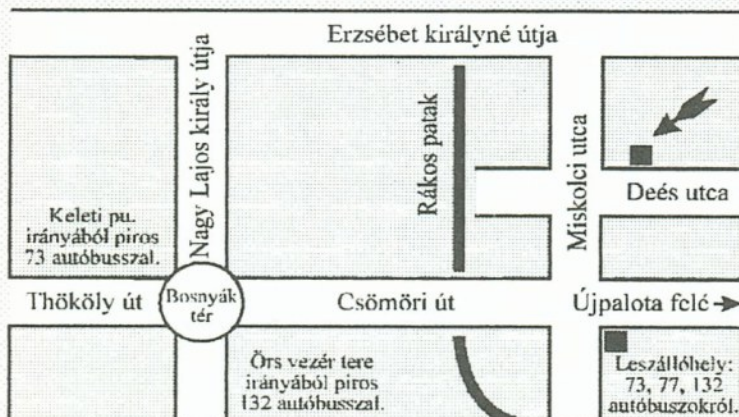 Erzsébet királyné útja
Nagy Lajos király útja
Rákos patak
Miskolci utca
Deés utca
Keleti pu.
irányából piros
73 autóbusszal.
Thököly út
Bosnyák
tér
Csömöri út
Újpalota felé
Örs vezér tere
irányából piros
132 autóbusszal.
Leszállóhely:
73, 77, 132
autóbuszokról.